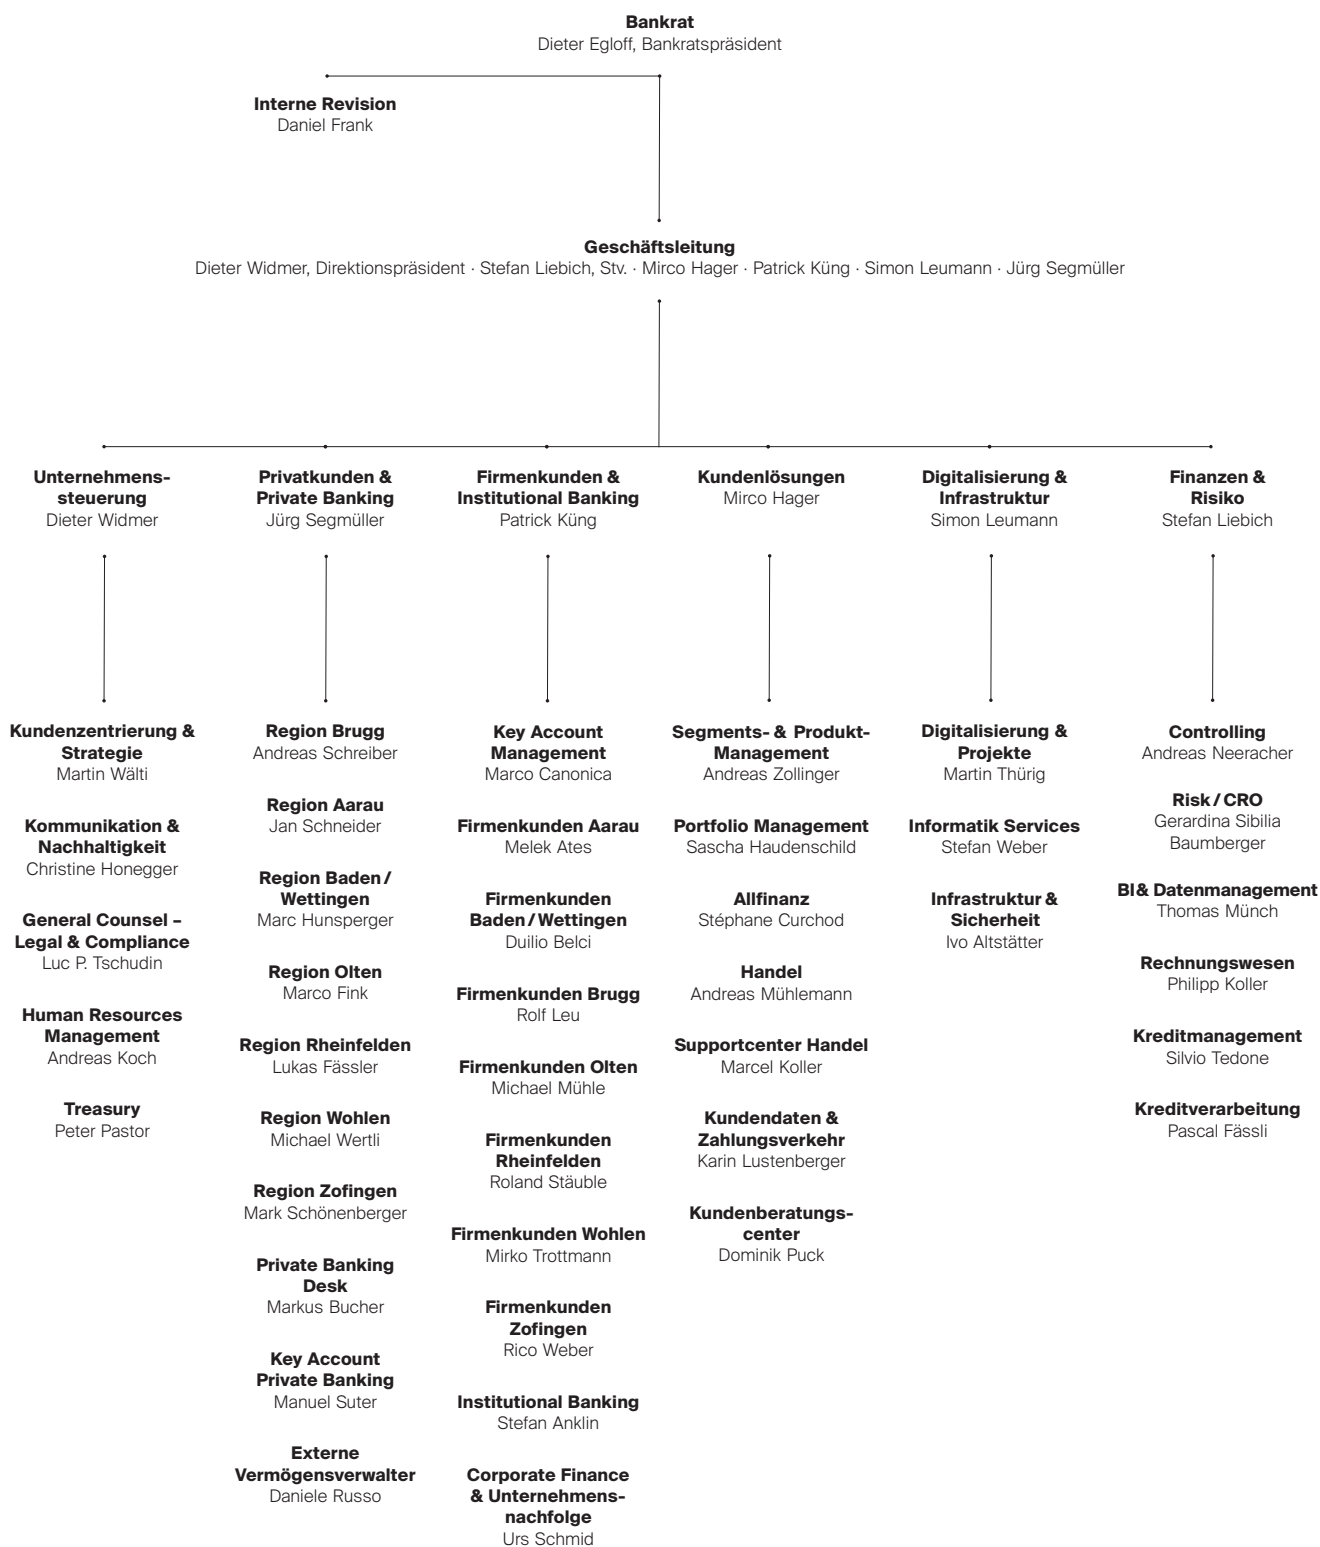 Bankrat
Dieter Egloff, Bankratspräsident
Interne Revision
Daniel Frank
Geschäftsleitung
Dieter Widmer, Direktionspräsident · Stefan Liebich, Stv. · Mirco Hager · Patrick Küng · Simon Leumann · Jürg Segmüller
Unternehmens-
steuerung
Dieter Widmer
Privatkunden &
Private Banking
Jürg Segmüller
Firmenkunden &
Institutional Banking
Patrick Küng
Kundenlösungen
Mirco Hager
Digitalisierung &
Infrastruktur
Simon Leumann
Finanzen &
Risiko
Stefan Liebich
Kundenzentrierung &
Strategie
Martin Wälti
Kommunikation &
Nachhaltigkeit
Christine Honegger
General Counsel –
Legal & Compliance
Luc P. Tschudin
Human Resources
Management
Andreas Koch
Treasury
Peter Pastor
Region Brugg
Andreas Schreiber
Region Aarau
Jan Schneider
Region Baden /
Wettingen
Marc Hunsperger
Region Olten
Marco Fink
Region Rheinfelden
Lukas Fässler
Region Wohlen
Michael Wertli
Region Zofingen
Mark Schönenberger
Private Banking
Desk
Markus Bucher
Key Account
Private Banking
Manuel Suter
Externe
Vermögensverwalter
Daniele Russo
Key Account
Management
Marco Canonica
Firmenkunden Aarau
Melek Ates
Firmenkunden
Baden / Wettingen
Duilio Belci
Firmenkunden Brugg
Rolf Leu
Firmenkunden Olten
Michael Mühle
Firmenkunden
Rheinfelden
Roland Stäuble
Firmenkunden Wohlen
Mirko Trottmann
Firmenkunden
Zofingen
Rico Weber
Institutional Banking
Stefan Anklin
Corporate Finance
& Unternehmens-
nachfolge
Urs Schmid
Segments- & Produkt-
Management
Andreas Zollinger
Portfolio Management
Sascha Haudenschild
Allfinanz
Stéphane Curchod
Handel
Andreas Mühlemann
Supportcenter Handel
Marcel Koller
Kundendaten &
Zahlungsverkehr
Karin Lustenberger
Kundenberatungs-
center
Dominik Puck
Digitalisierung &
Projekte
Martin Thürig
Informatik Services
Stefan Weber
Infrastruktur &
Sicherheit
Ivo Altstätter
Controlling
Andreas Neeracher
Risk / CRO
Gerardina Sibilia
Baumberger
BI & Datenmanagement
Thomas Münch
Rechnungswesen
Philipp Koller
Kreditmanagement
Silvio Tedone
Kreditverarbeitung
Pascal Fässli